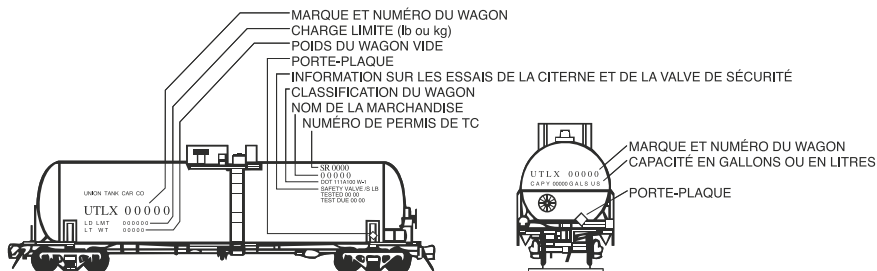 MARQUE ET NUMÉRO DU WAGON
CHARGE LIMITE (lb ou kg)
POIDS DU WAGON VIDE
PORTE-PLAQUE
INFORMATION SUR LES ESSAIS DE LA CITERNE ET DE LA VALVE DE SÉCURITÉ
CLASSIFICATION DU WAGON
NOM DE LA MARCHANDISE
NUMÉRO DE PERMIS DE TC
SR 0000
00000
DOT 111A100 W-1
SAFETY VALVE /S LB
TESTED 00 00
TEST DUE 00 00
UNION TANK CAR CO
UTLX 00000
LD LMT 000000
LT WT 00000
MARQUE ET NUMÉRO DU WAGON
CAPACITÉ EN GALLONS OU EN LITRES
PORTE-PLAQUE
UTLX 00000
CAPY 00000 GALS US